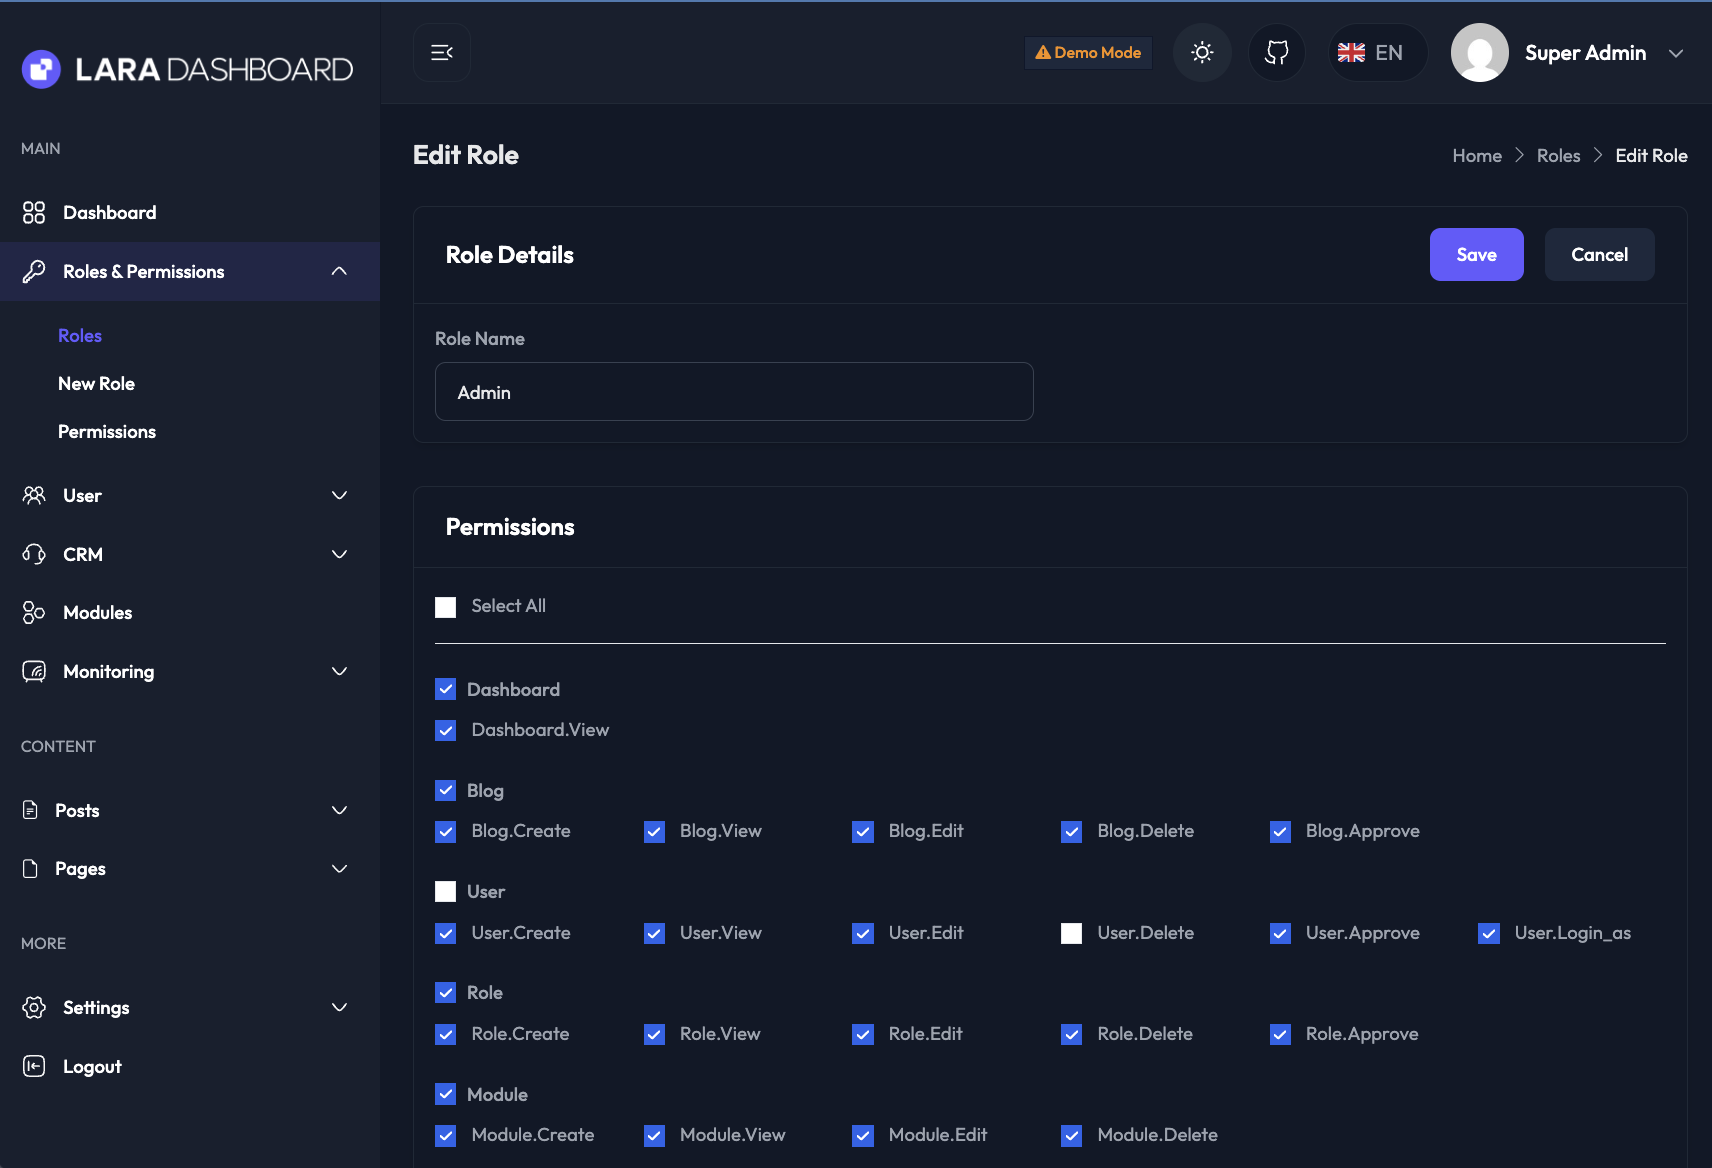 LARA DASHBOARD
Demo Mode
EN
Super Admin
MAIN
Dashboard
Roles & Permissions
Roles
New Role
Permissions
User
CRM
Modules
Monitoring
CONTENT
Posts
Pages
MORE
Settings
Logout
Edit Role
Home > Roles > Edit Role
Role Details
Save
Cancel
Role Name
Admin
Permissions
Select All
Dashboard
Dashboard.View
Blog
Blog.Create Blog.View Blog.Edit Blog.Delete Blog.Approve
User
User.Create User.View User.Edit User.Delete User.Approve User.Login_as
Role
Role.Create Role.View Role.Edit Role.Delete Role.Approve
Module
Module.Create Module.View Module.Edit Module.Delete